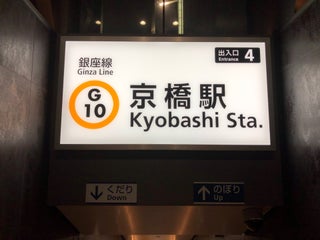 銀座線
Ginza Line
出入口
Entrance
4
G
10
京橋駅
Kyobashi Sta.
↓くだり
Down
↑のぼり
Up